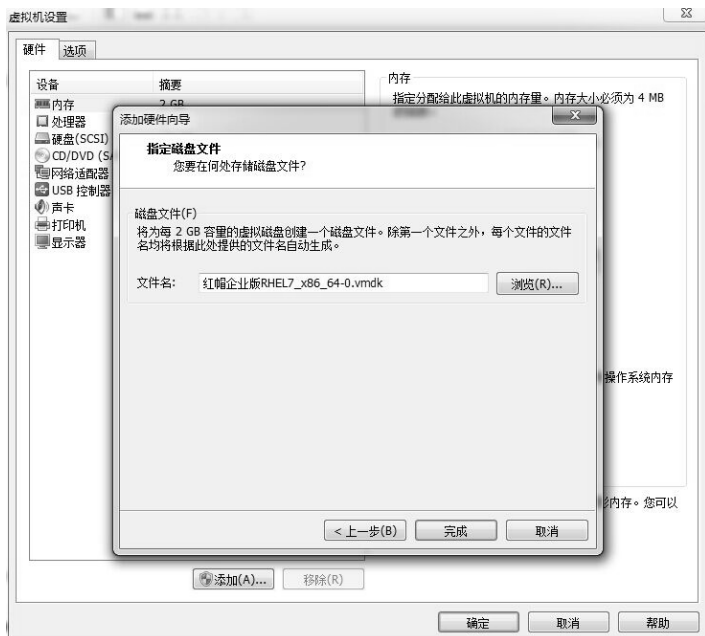 虚拟机设置
硬件 选项
设备 摘要
内存 2 GB
处理器
硬盘(SCSI)
CD/DVD (SA
网络适配器
USB 控制器
声卡
打印机
显示器
内存
指定分配给此虚拟机的内存量。内存大小必须为 4 MB
添加硬件向导
指定磁盘文件
您要在何处存储磁盘文件?
磁盘文件(F)
将为每 2 GB 容量的虚拟磁盘创建一个磁盘文件。除第一个文件之外，每个文件的文件
名均将根据此处提供的文件名自动生成。
文件名: 红帽企业版RHEL7_x86_64-0.vmdk 浏览(R)...
操作系统内存
内存。您可以
< 上一步(B) 完成 取消
添加(A)... 移除(R)
确定 取消 帮助